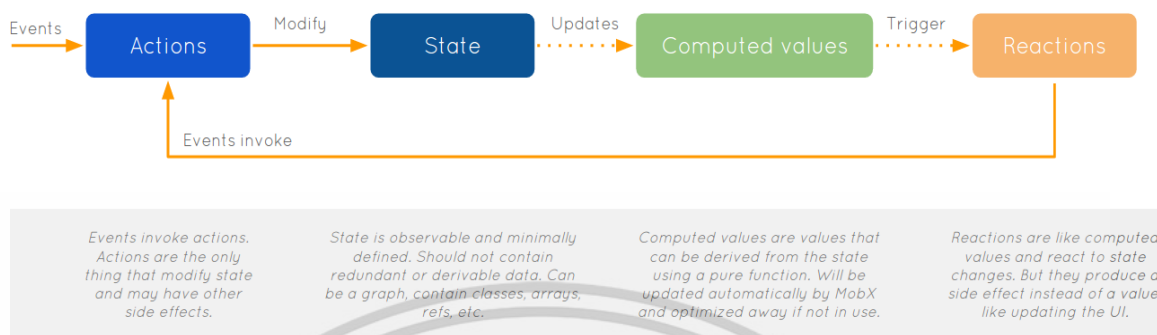 Events
Modify
Updates
Trigger
Actions
State
Computed values
Reactions
Events invoke
Events invoke actions.
Actions are the only
thing that modify state
and may have other
side effects.
State is observable and minimally
defined. Should not contain
redundant or derivable data. Can
be a graph, contain classes, arrays,
refs, etc.
Computed values are values that
can be derived from the state
using a pure function. Will be
updated automatically by MobX
and optimized away if not in use.
Reactions are like computed
values and react to state
changes. But they produce a
side effect instead of a value,
like updating the UI.